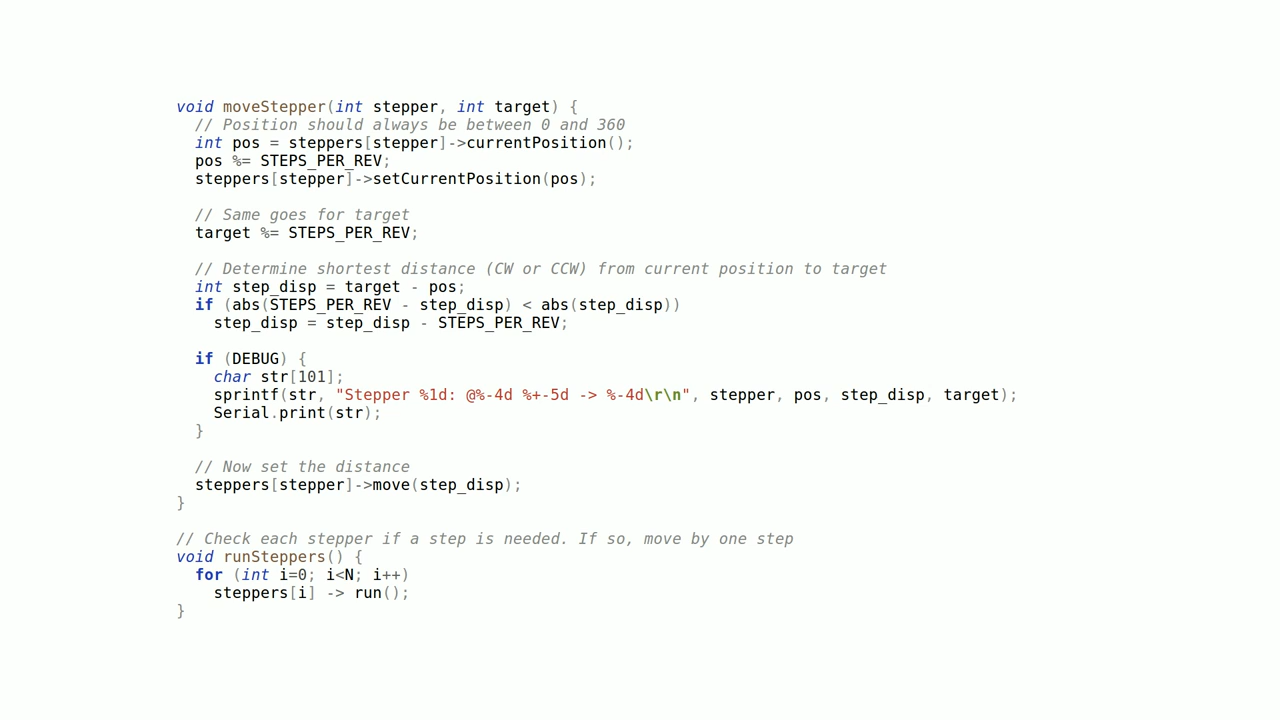 void moveStepper(int stepper, int target) {
  // Position should always be between 0 and 360
  int pos = steppers[stepper]->currentPosition();
  pos %= STEPS_PER_REV;
  steppers[stepper]->setCurrentPosition(pos);

  // Same goes for target
  target %= STEPS_PER_REV;

  // Determine shortest distance (CW or CCW) from current position to target
  int step_disp = target - pos;
  if (abs(STEPS_PER_REV - step_disp) < abs(step_disp))
    step_disp = step_disp - STEPS_PER_REV;

  if (DEBUG) {
    char str[101];
    sprintf(str, "Stepper %1d: @%-4d %+-5d -> %-4d\r\n", stepper, pos, step_disp, target);
    Serial.print(str);
  }

  // Now set the distance
  steppers[stepper]->move(step_disp);
}

// Check each stepper if a step is needed. If so, move by one step
void runSteppers() {
  for (int i=0; i<N; i++)
    steppers[i] -> run();
}